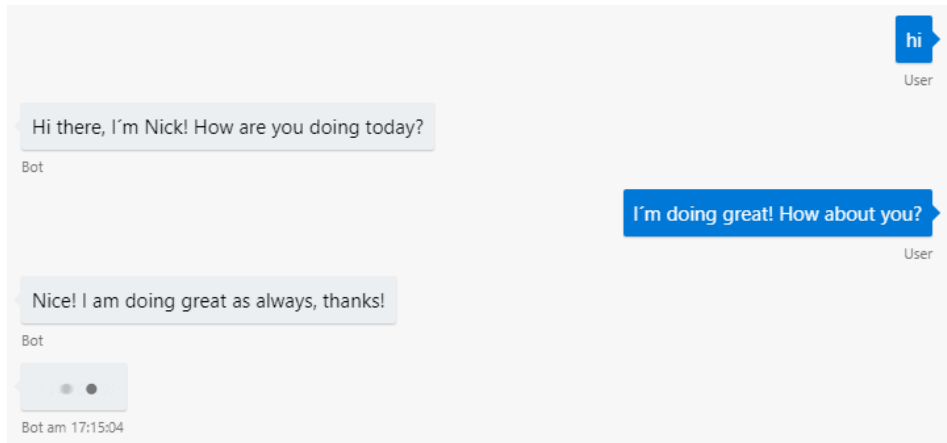 hi
User
Hi there, I´m Nick! How are you doing today?
Bot
I´m doing great! How about you?
User
Nice! I am doing great as always, thanks!
Bot
Bot am 17:15:04